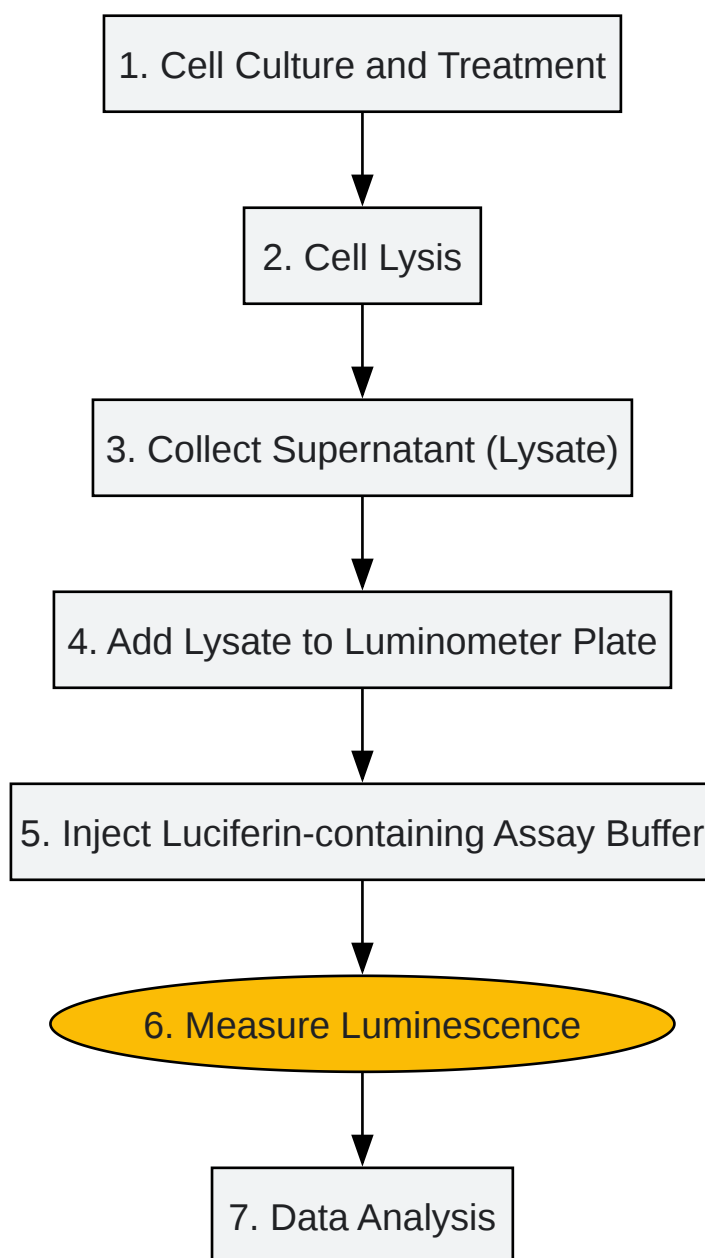 1. Cell Culture and Treatment
2. Cell Lysis
3. Collect Supernatant (Lysate)
4. Add Lysate to Luminometer Plate
5. Inject Luciferin-containing Assay Buffer
6. Measure Luminescence
7. Data Analysis